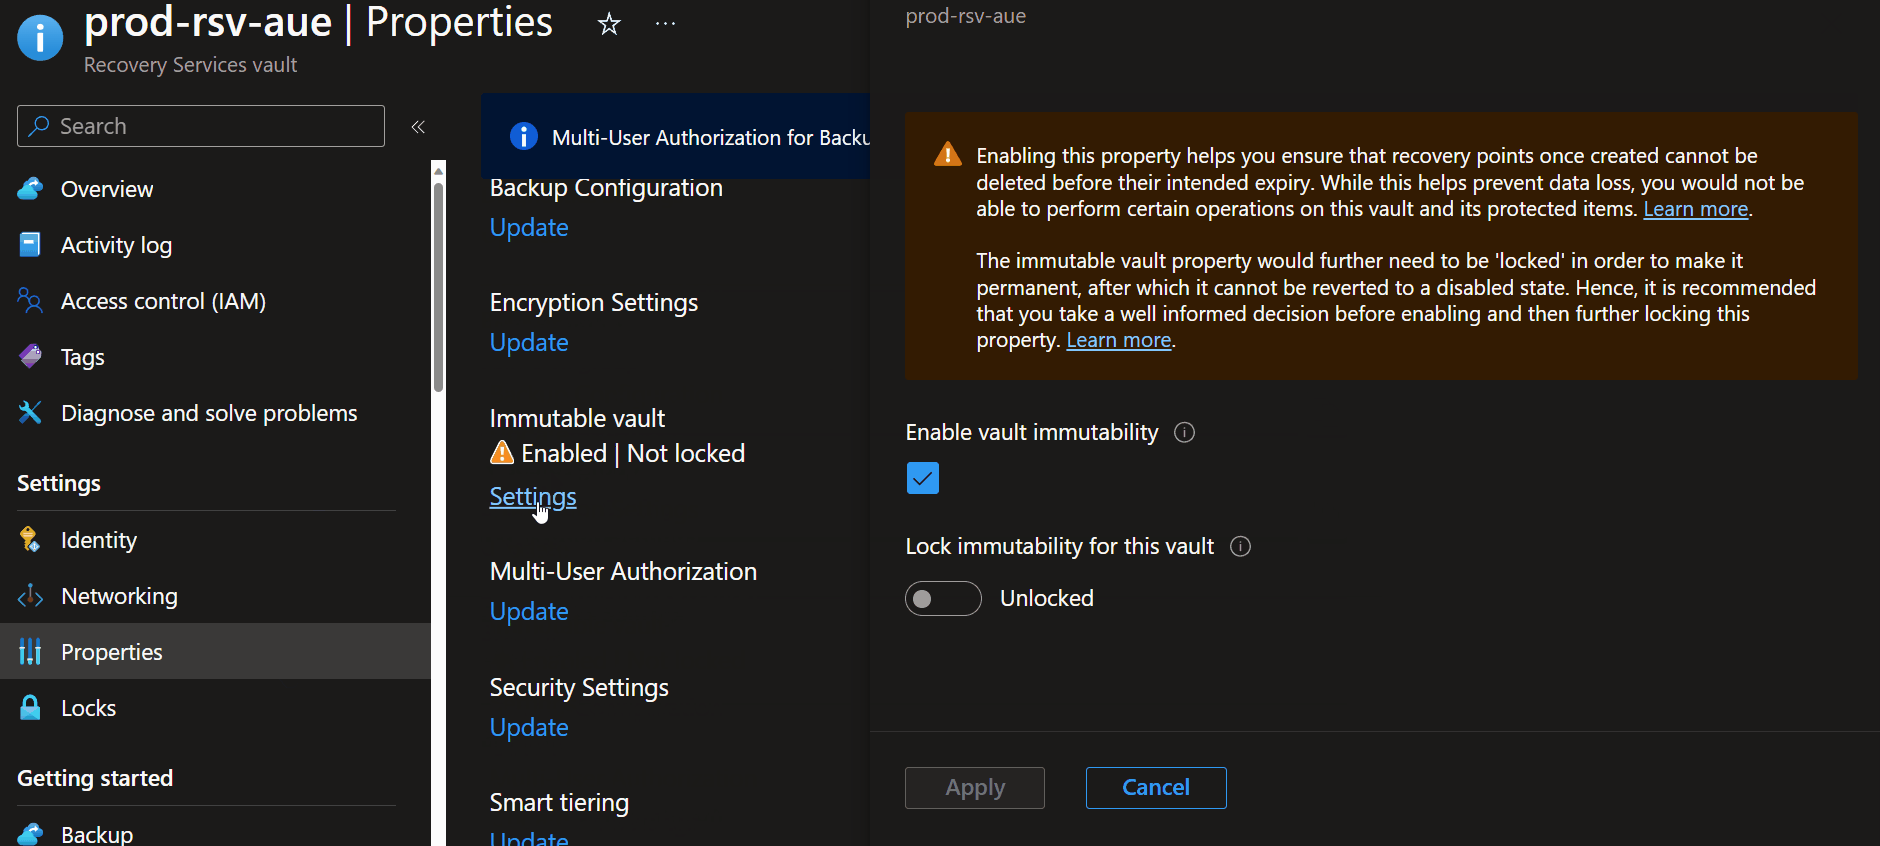 prod-rsv-aue | Properties
Recovery Services vault
Search
Overview
Activity log
Access control (IAM)
Tags
Diagnose and solve problems
Settings
Identity
Networking
Properties
Locks
Getting started
Backup
Multi-User Authorization for Backu
Backup Configuration
Update
Encryption Settings
Update
Immutable vault
Enabled | Not locked
Settings
Multi-User Authorization
Update
Security Settings
Update
Smart tiering
Update
prod-rsv-aue
Enabling this property helps you ensure that recovery points once created cannot be
deleted before their intended expiry. While this helps prevent data loss, you would not be
able to perform certain operations on this vault and its protected items. Learn more.
The immutable vault property would further need to be 'locked' in order to make it
permanent, after which it cannot be reverted to a disabled state. Hence, it is recommended
that you take a well informed decision before enabling and then further locking this
property. Learn more.
Enable vault immutability
Lock immutability for this vault
Unlocked
Apply
Cancel